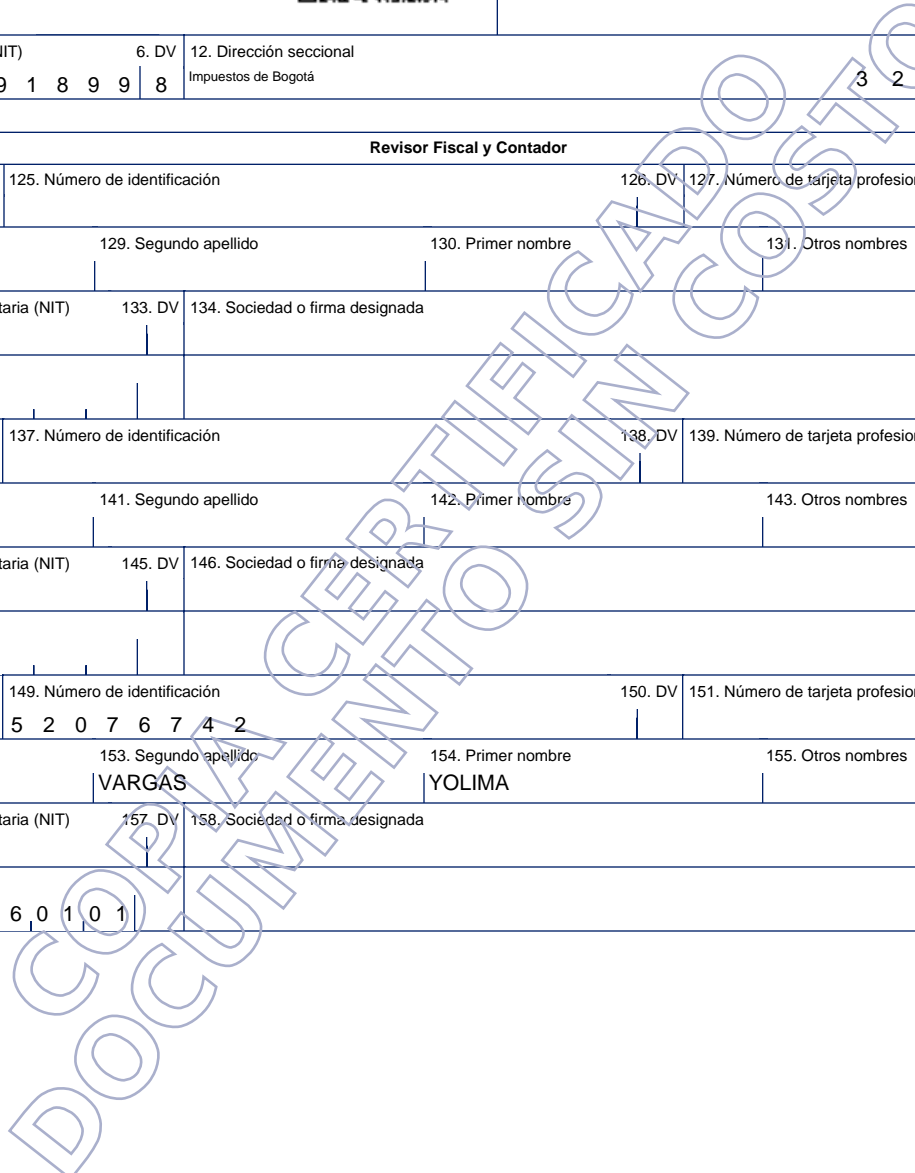 IIT) 6. DV 12. Dirección seccional
9 1 8 9 9 8 Impuestos de Bogotá 3 2
Revisor Fiscal y Contador
125. Número de identificación 126. DV 127. Número de tarjeta profesion
129. Segundo apellido 130. Primer nombre 131. Otros nombres
taria (NIT) 133. DV 134. Sociedad o firma designada
137. Número de identificación 138. DV 139. Número de tarjeta profesion
141. Segundo apellido 142. Primer nombre 143. Otros nombres
taria (NIT) 145. DV 146. Sociedad o firma designada
149. Número de identificación 150. DV 151. Número de tarjeta profesion
5 2 0 7 6 7 4 2
153. Segundo apellido 154. Primer nombre 155. Otros nombres
VARGAS YOLIMA
taria (NIT) 157. DV 158. Sociedad o firma designada
6 0 1 0 1
COPIA CERTIFICADO
DOCUMENTO SIN COSTO